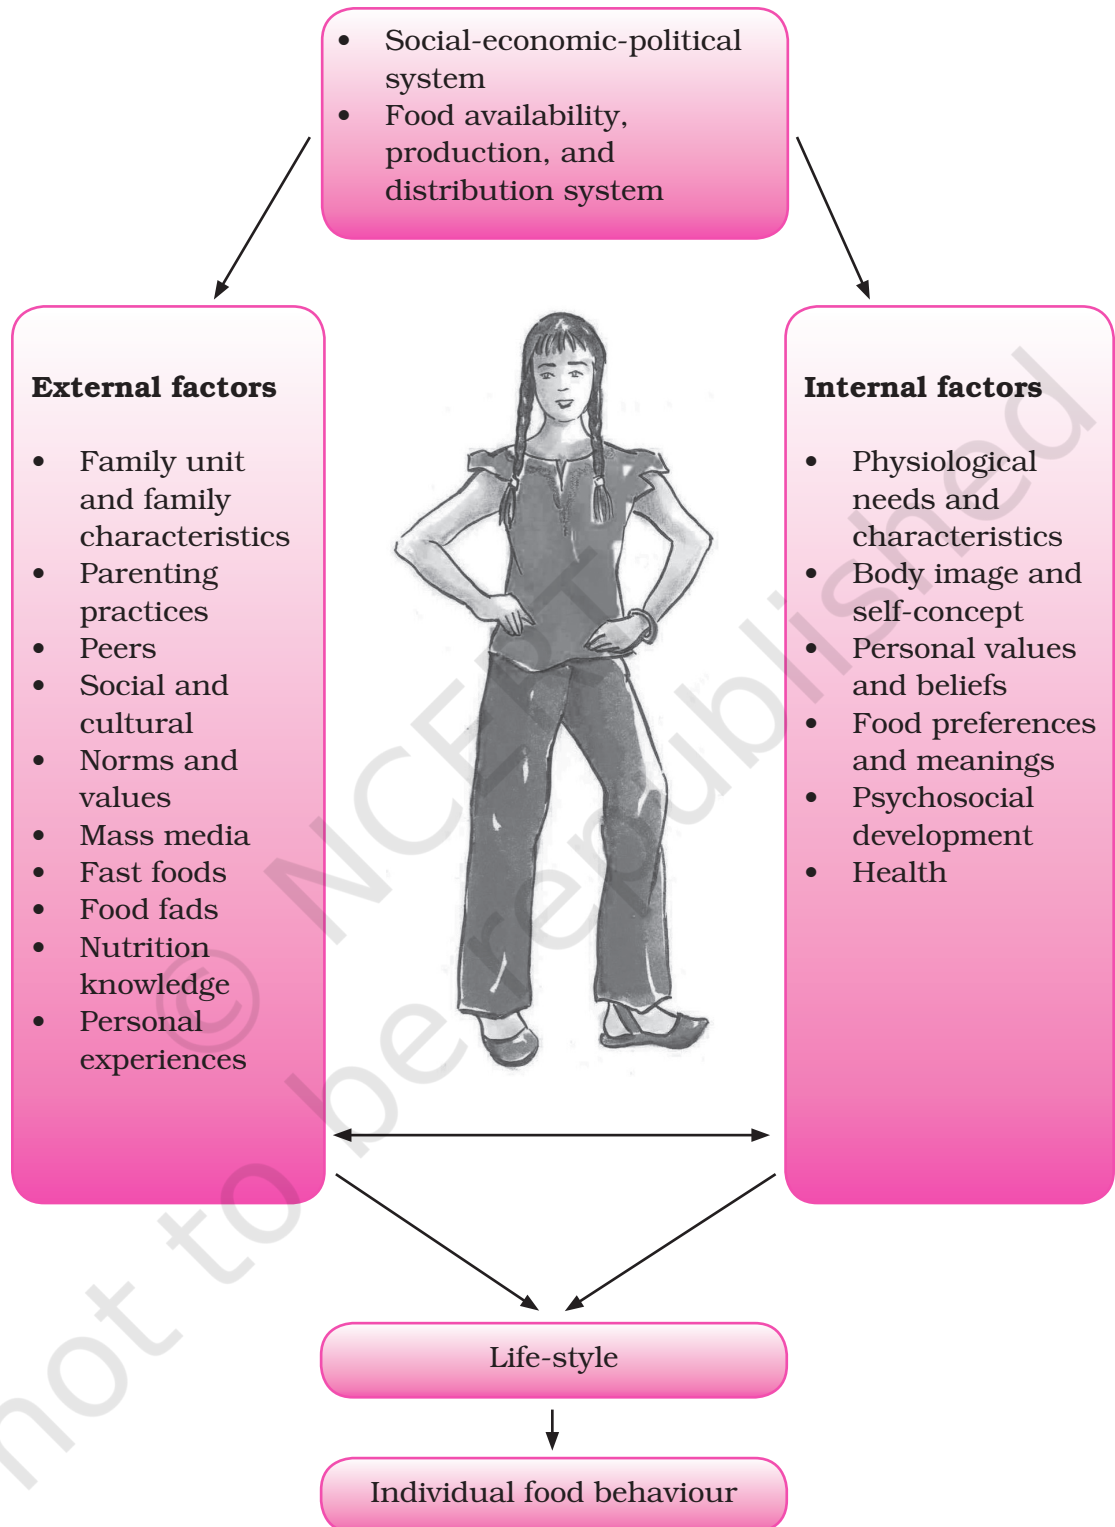 • Social-economic-political
system
• Food availability,
production, and
distribution system
External factors
• Family unit
and family
characteristics
• Parenting
practices
• Peers
• Social and
cultural
• Norms and
values
• Mass media
• Fast foods
• Food fads
• Nutrition
knowledge
• Personal
experiences
Internal factors
• Physiological
needs and
characteristics
• Body image and
self-concept
• Personal values
and beliefs
• Food preferences
and meanings
• Psychosocial
development
• Health
Life-style
Individual food behaviour
© NCERT
not to be republished